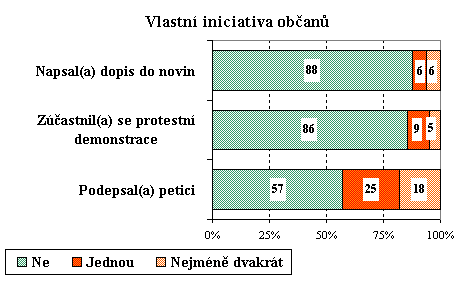 Vlastní iniciativa občanů
Napsal(a) dopis do novin 88 6 6
Zúčastnil(a) se protestní
demonstrace 86 9 5
Podepsal(a) petici 57 25 18
0% 25% 50% 75% 100%
Ne Jednou Nejméně dvakrát